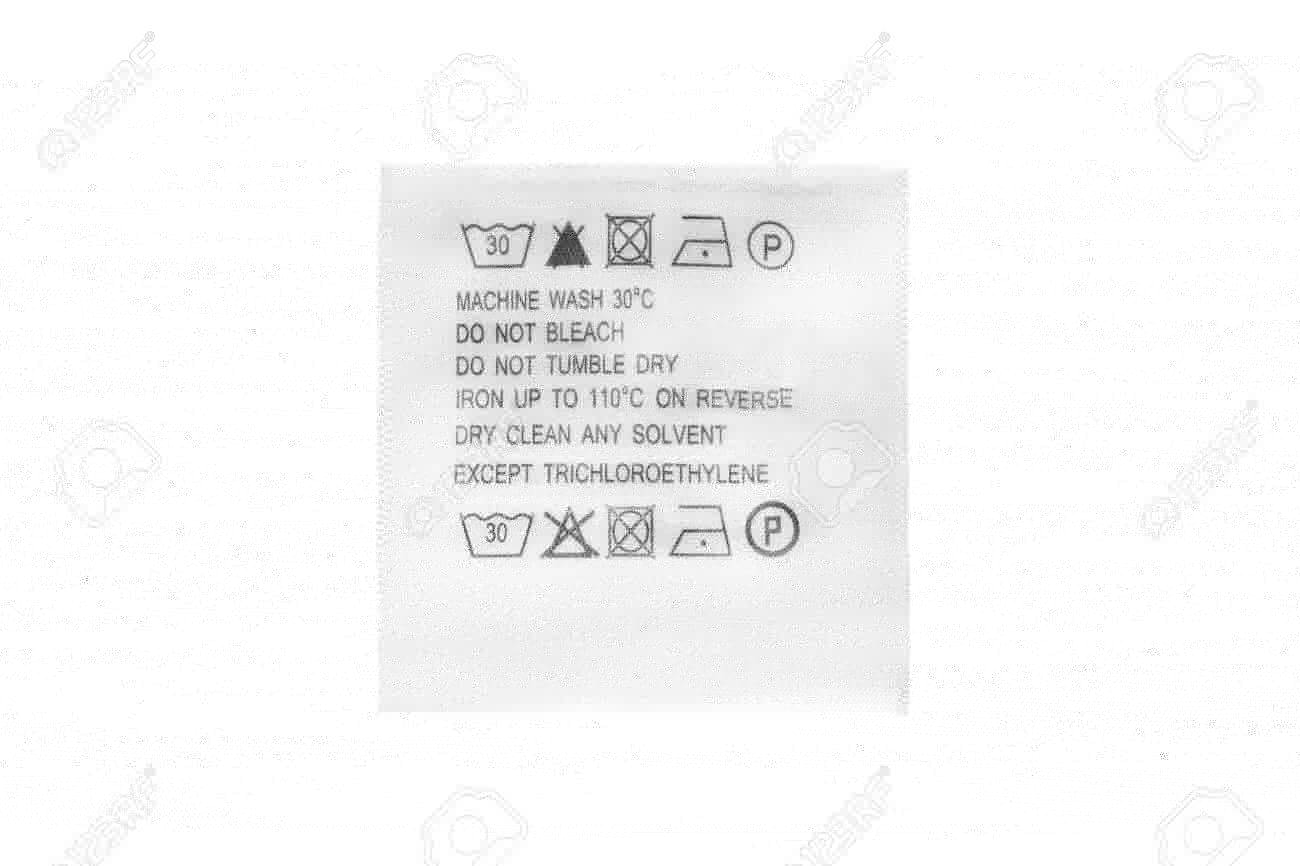 123RF
123RF
30 P
MACHINE WASH 30°C
DO NOT BLEACH
DO NOT TUMBLE DRY
IRON UP TO 110°C ON REVERSE
DRY CLEAN ANY SOLVENT
EXCEPT TRICHLOROETHYLENE
123RF
123RF
30 P
123RF
123RF